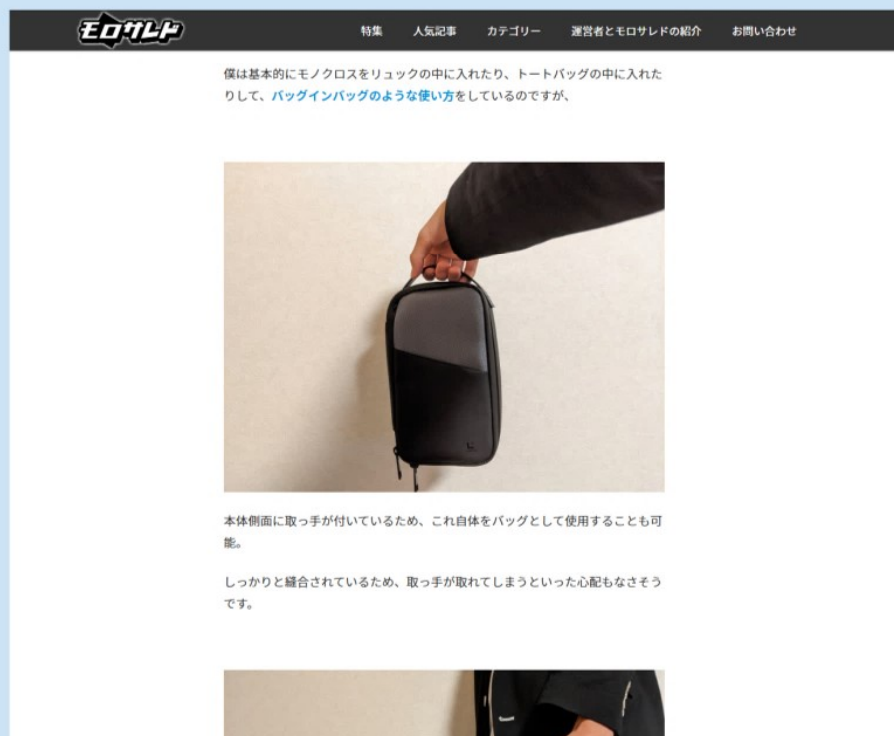 モロサレド
特集
人気記事
カテゴリー
運営者とモロサレドの紹介
お問い合わせ
僕は基本的にモノクロスをリュックの中に入れたり、トートバッグの中に入れた
りして、バッグインバッグのような使い方をしているのですが、
本体側面に取っ手が付いているため、これ自体をバッグとして使用することも可
能。
しっかりと縫合されているため、取っ手が取れてしまうといった心配もなさそう
です。